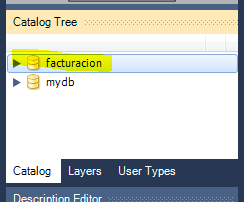 Catalog Tree
facturacion
mydb
Catalog Layers User Types
Description Editor